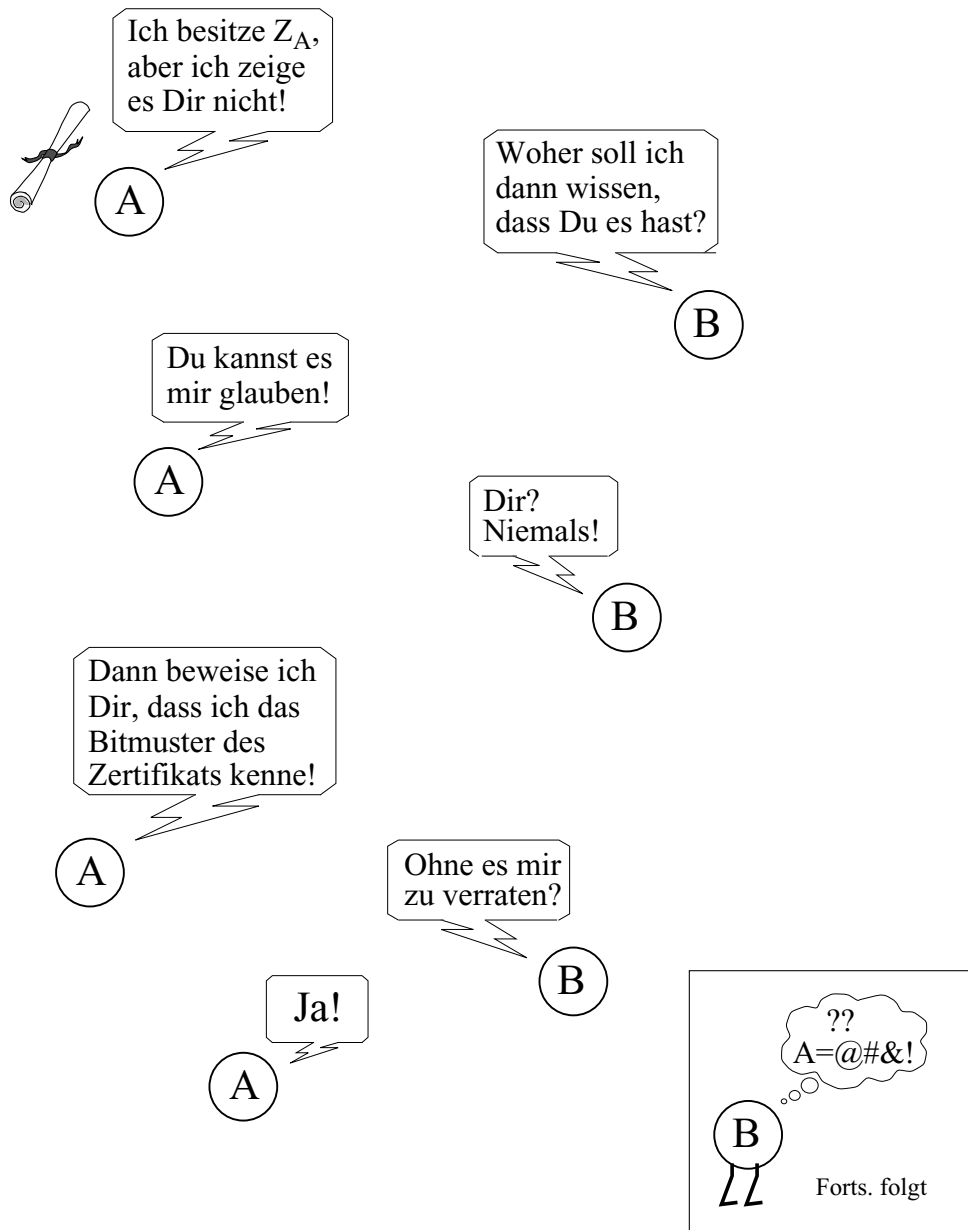 Ich besitze Z_A,
aber ich zeige
es Dir nicht!
A
Woher soll ich
dann wissen,
dass Du es hast?
B
Du kannst es
mir glauben!
A
Dir?
Niemals!
B
Dann beweise ich
Dir, dass ich das
Bitmuster des
Zertifikats kenne!
A
Ohne es mir
zu verraten?
B
Ja!
A
??
A=@#&!
B
Forts. folgt